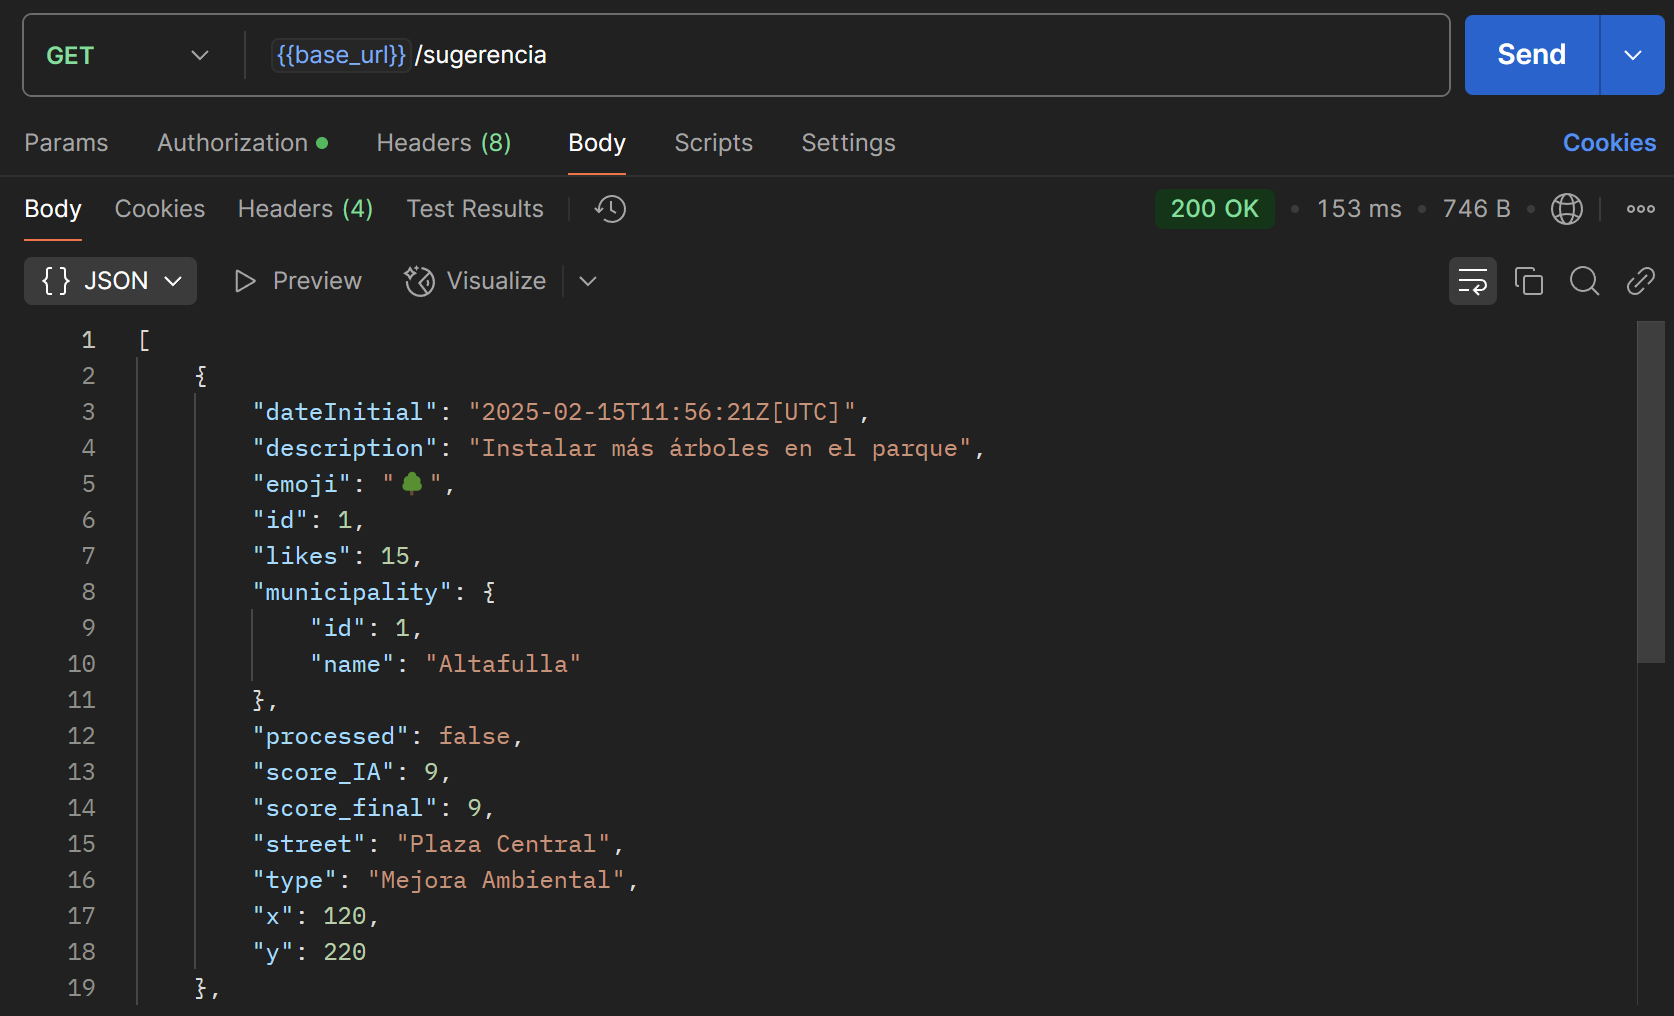 GET {{base_url}} /sugerencia Send
Params Authorization Headers (8) Body Scripts Settings Cookies
Body Cookies Headers (4) Test Results 200 OK 153 ms 746 B
{ } JSON Preview Visualize
1 [
2 {
3 "dateInitial": "2025-02-15T11:56:21Z[UTC]",
4 "description": "Instalar más árboles en el parque",
5 "emoji": "🌳",
6 "id": 1,
7 "likes": 15,
8 "municipality": {
9 "id": 1,
10 "name": "Altafulla"
11 },
12 "processed": false,
13 "score_IA": 9,
14 "score_final": 9,
15 "street": "Plaza Central",
16 "type": "Mejora Ambiental",
17 "x": 120,
18 "y": 220
19 },